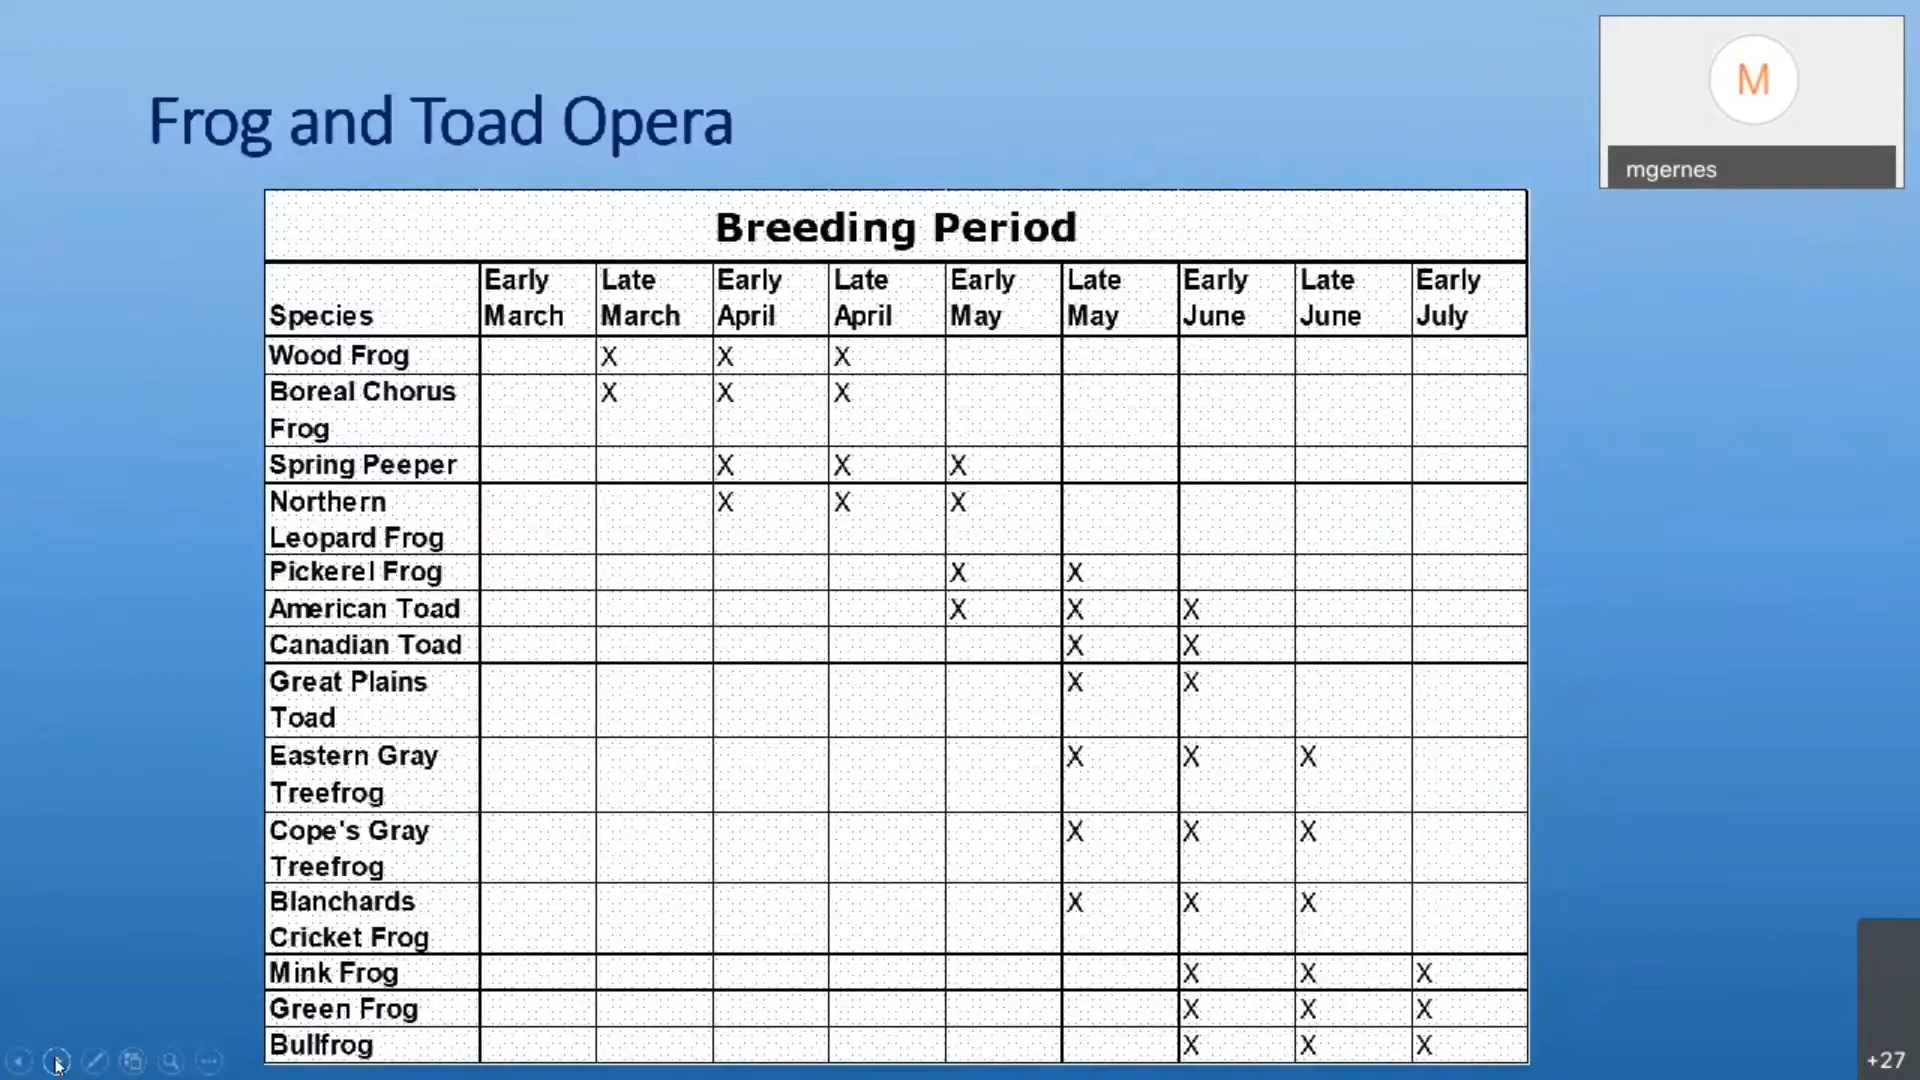 Frog and Toad Opera
M
mgernes
Breeding Period
Species Early March Late March Early April Late April Early May Late May Early June Late June Early July
Wood Frog X X X
Boreal Chorus Frog X X X
Spring Peeper X X X
Northern Leopard Frog X X X
Pickerel Frog X X
American Toad X X X
Canadian Toad X X
Great Plains Toad X X
Eastern Gray Treefrog X X X
Cope's Gray Treefrog X X X
Blanchards Cricket Frog X X X
Mink Frog X X X
Green Frog X X X
Bullfrog X X X
+27